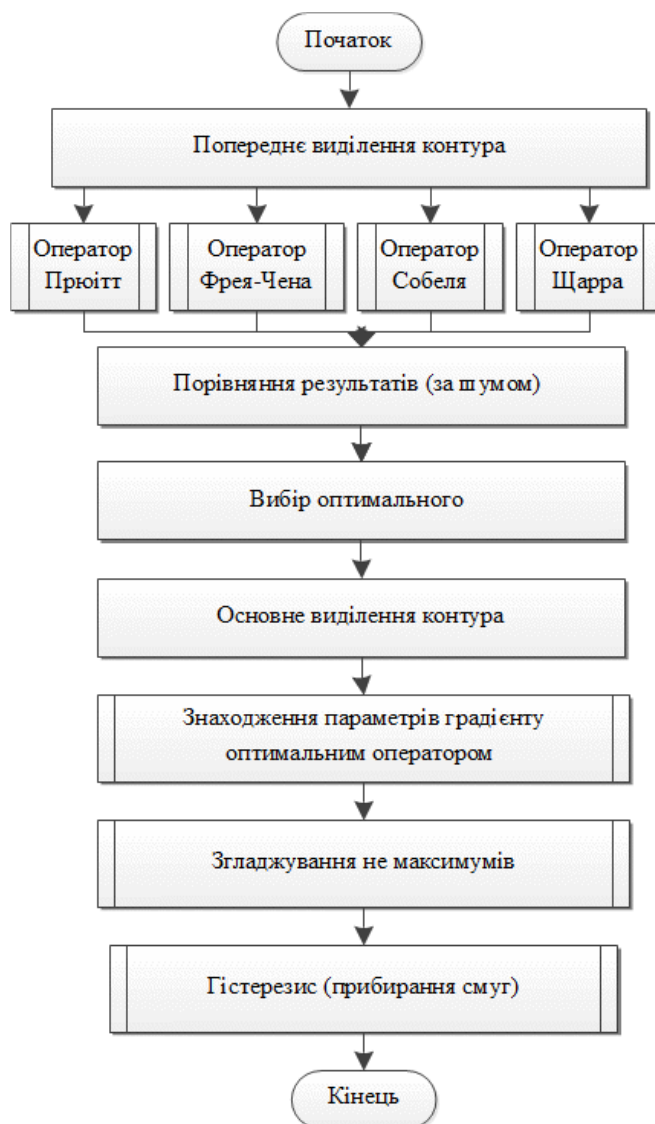 Початок
Попереднє виділення контура
Оператор
Прюітт
Оператор
Фрея-Чена
Оператор
Собеля
Оператор
Щарра
Порівняння результатів (за шумом)
Вибір оптимального
Основне виділення контура
Знаходження параметрів градієнту
оптимальним оператором
Згладжування не максимумів
Гістерезис (прибирання смуг)
Кінець